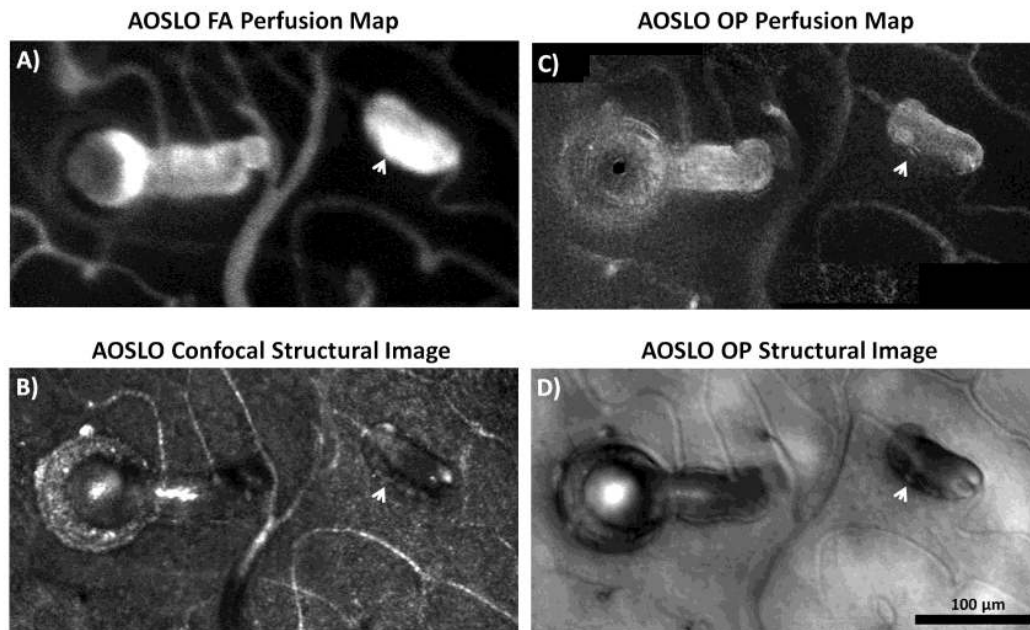 AOSLO FA Perfusion Map
A)
AOSLO OP Perfusion Map
C)
AOSLO Confocal Structural Image
B)
AOSLO OP Structural Image
D)
100 µm